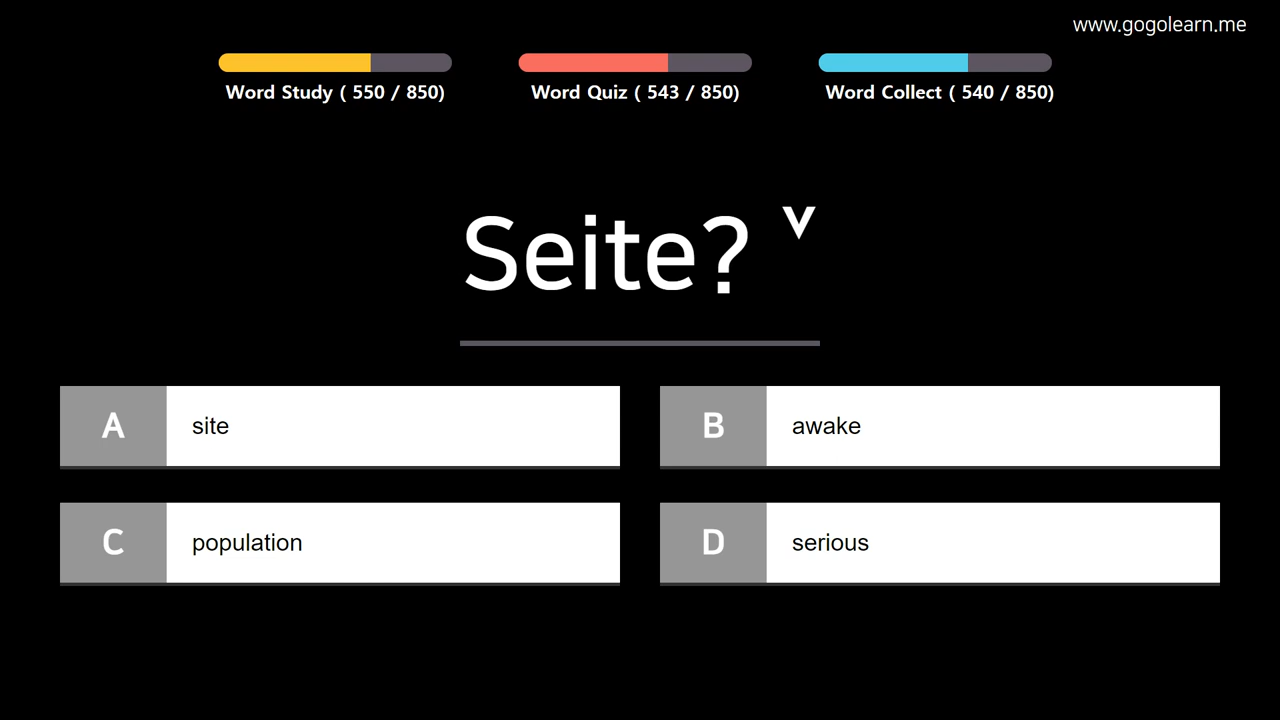 www.gogolearn.me
Word Study ( 550 / 850)
Word Quiz ( 543 / 850)
Word Collect ( 540 / 850)
Seite? ˅
A site
B awake
C population
D serious